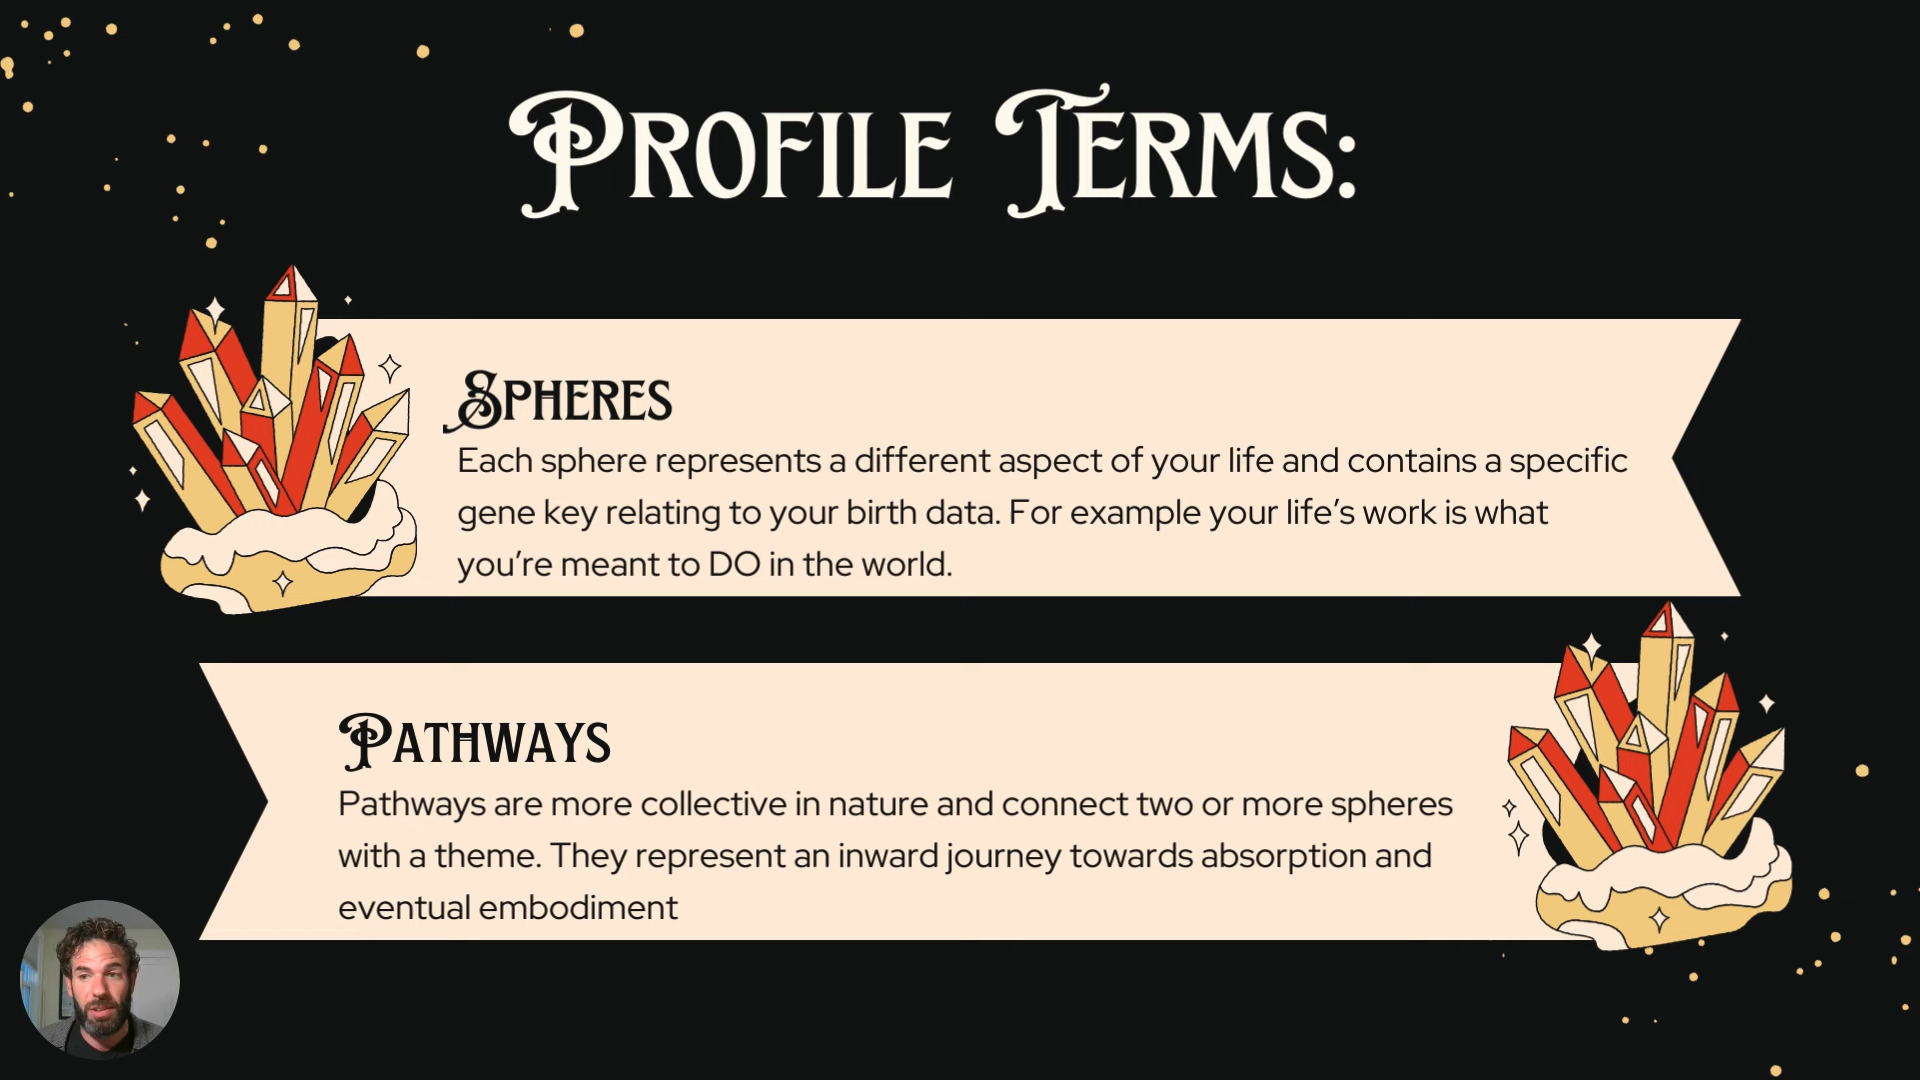 Profile Terms:
Spheres
Each sphere represents a different aspect of your life and contains a specific
gene key relating to your birth data. For example your life’s work is what
you’re meant to DO in the world.
Pathways
Pathways are more collective in nature and connect two or more spheres
with a theme. They represent an inward journey towards absorption and
eventual embodiment